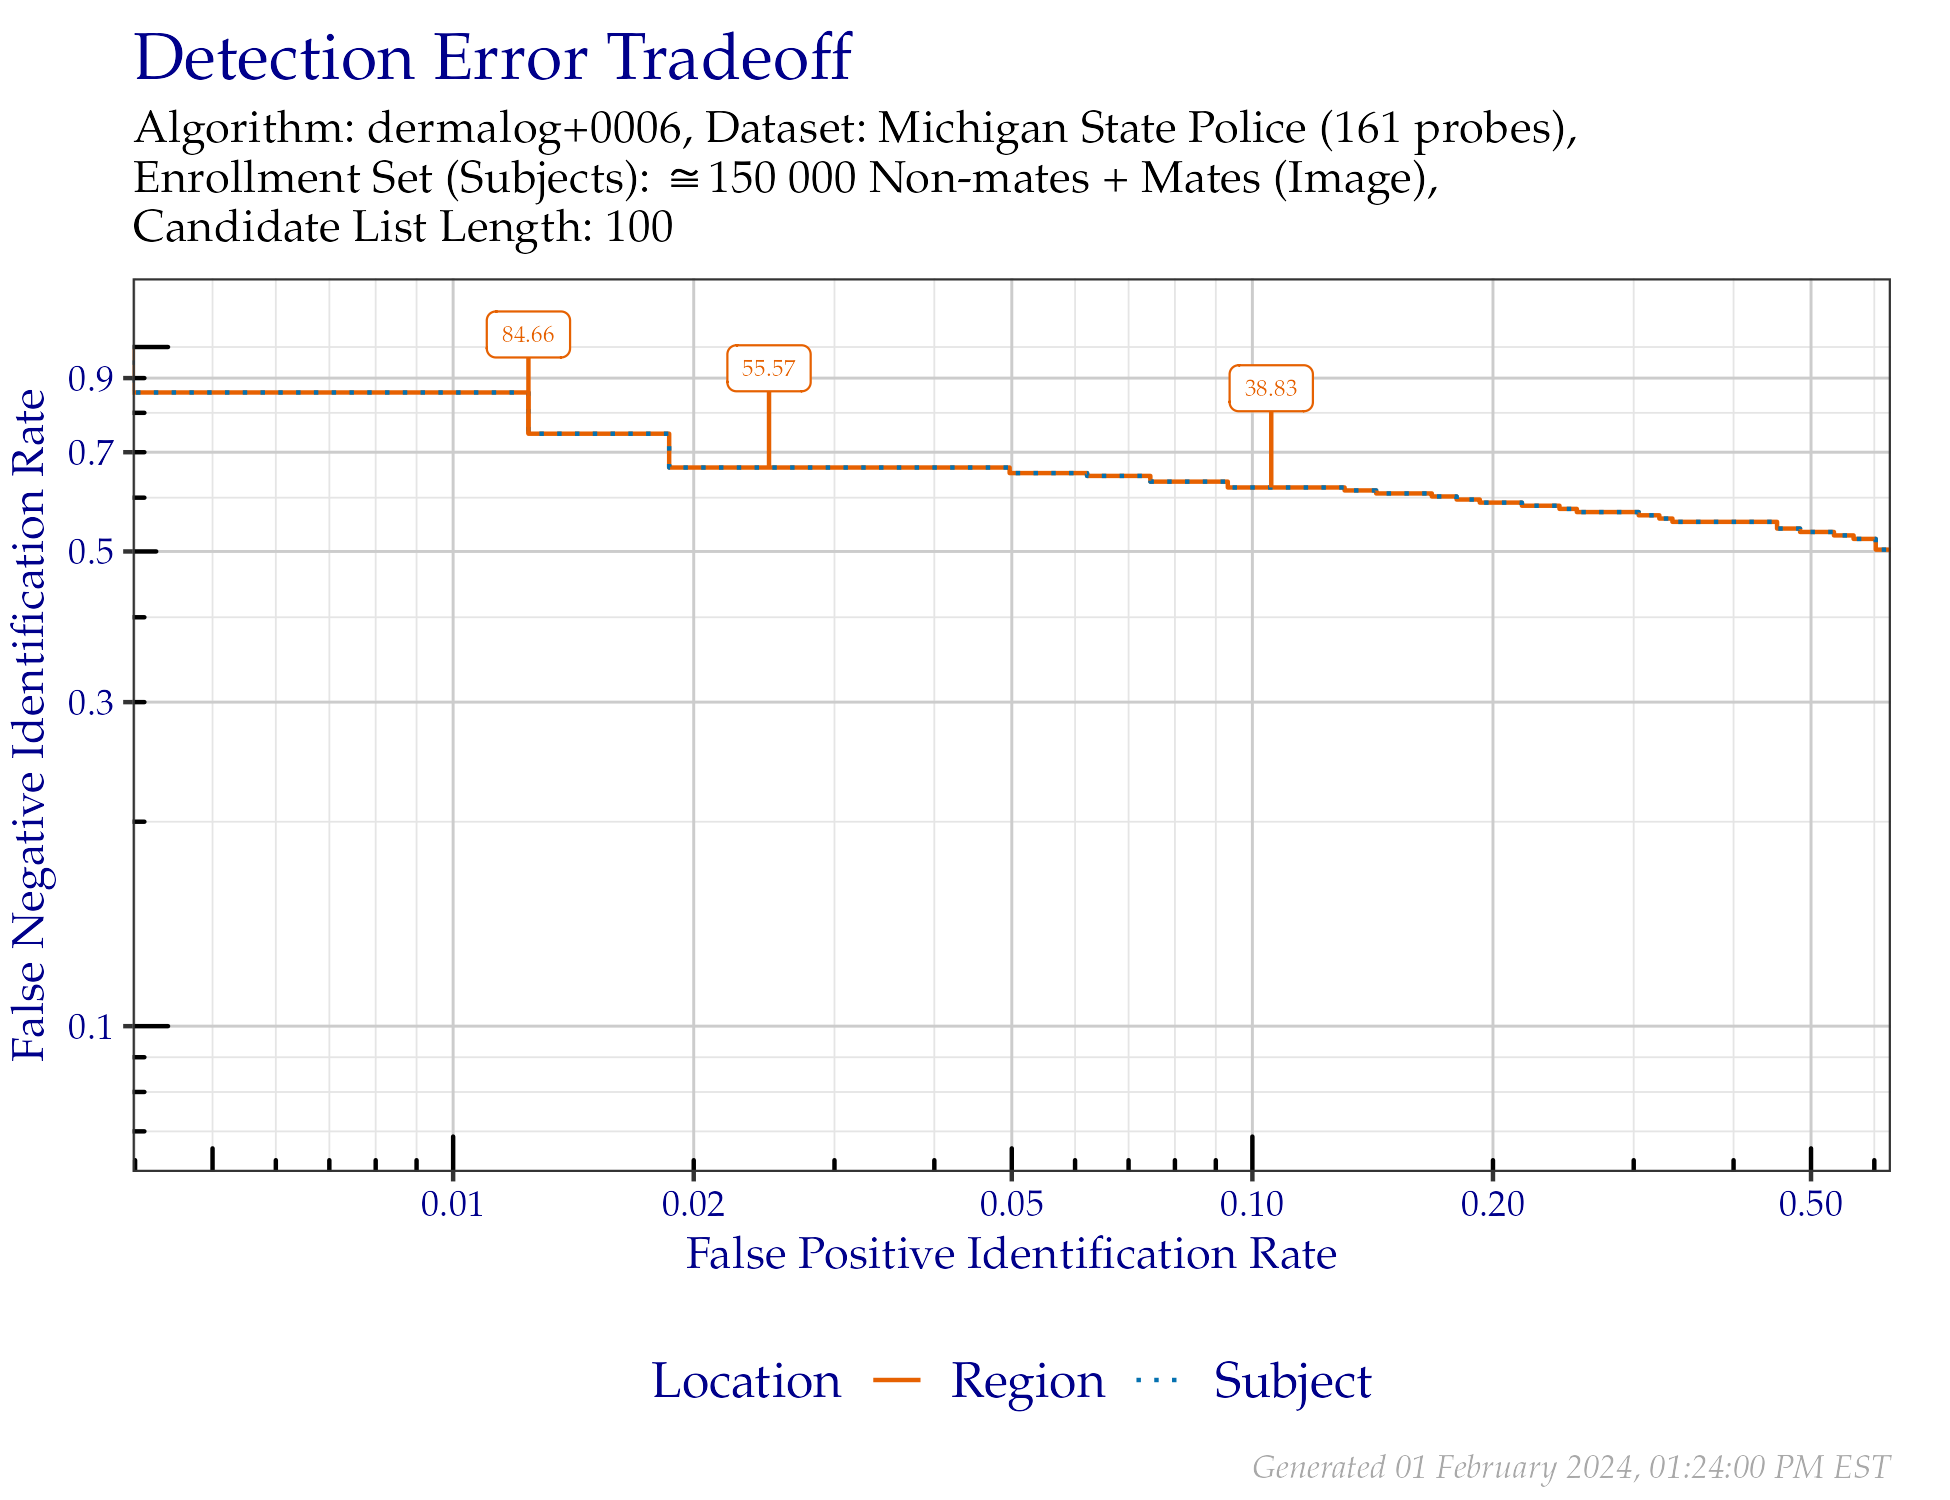 Detection Error Tradeoff
Algorithm: dermalog+0006, Dataset: Michigan State Police (161 probes),
Enrollment Set (Subjects): ≅ 150 000 Non-mates + Mates (Image),
Candidate List Length: 100
84.66
55.57
38.83
0.9
0.7
0.5
0.3
0.1
False Negative Identification Rate
0.01 0.02 0.05 0.10 0.20 0.50
False Positive Identification Rate
Location Region Subject
Generated 01 February 2024, 01:24:00 PM EST